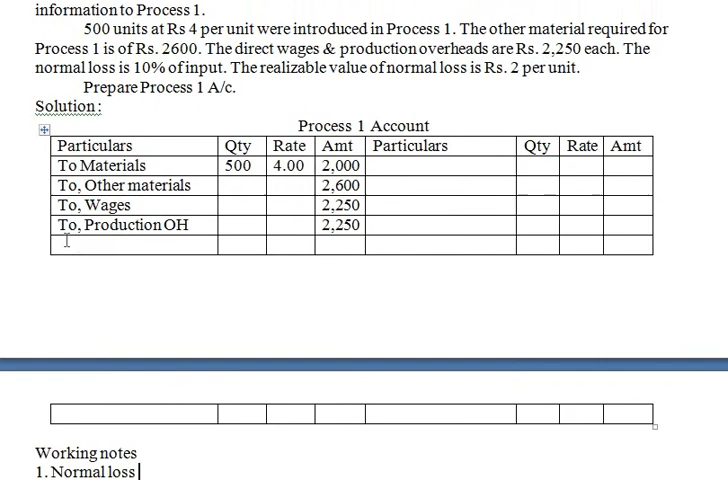 information to Process 1.
500 units at Rs 4 per unit were introduced in Process 1. The other material required for
Process 1 is of Rs. 2600. The direct wages & production overheads are Rs. 2,250 each. The
normal loss is 10% of input. The realizable value of normal loss is Rs. 2 per unit.
Prepare Process 1 A/c.
Solution:
Process 1 Account
Particulars Qty Rate Amt Particulars Qty Rate Amt
To Materials 500 4.00 2,000
To, Other materials 2,600
To, Wages 2,250
To, Production OH 2,250
Working notes
1. Normal loss